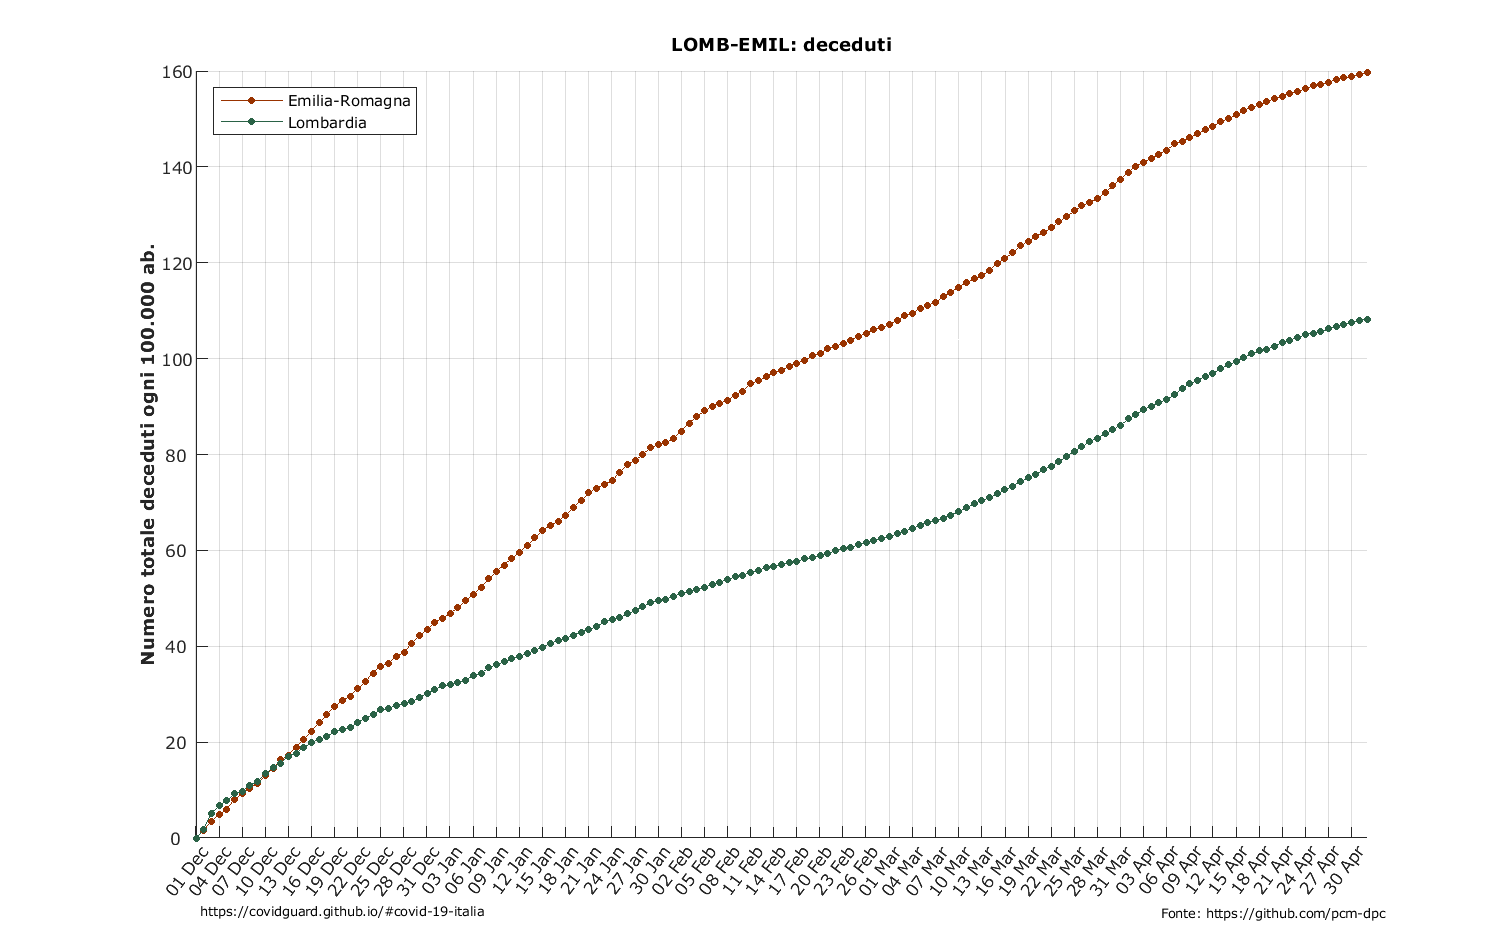 LOMB-EMIL: deceduti
Emilia-Romagna
Lombardia
Numero totale deceduti ogni 100.000 ab.
160
140
120
100
80
60
40
20
0
01 Dec
04 Dec
07 Dec
10 Dec
13 Dec
16 Dec
19 Dec
22 Dec
25 Dec
28 Dec
31 Dec
03 Jan
06 Jan
09 Jan
12 Jan
15 Jan
18 Jan
21 Jan
24 Jan
27 Jan
30 Jan
02 Feb
05 Feb
08 Feb
11 Feb
14 Feb
17 Feb
20 Feb
23 Feb
26 Feb
01 Mar
04 Mar
07 Mar
10 Mar
13 Mar
16 Mar
19 Mar
22 Mar
25 Mar
28 Mar
31 Mar
03 Apr
06 Apr
09 Apr
12 Apr
15 Apr
18 Apr
21 Apr
24 Apr
27 Apr
30 Apr
https://covidguard.github.io/#covid-19-italia
Fonte: https://github.com/pcm-dpc